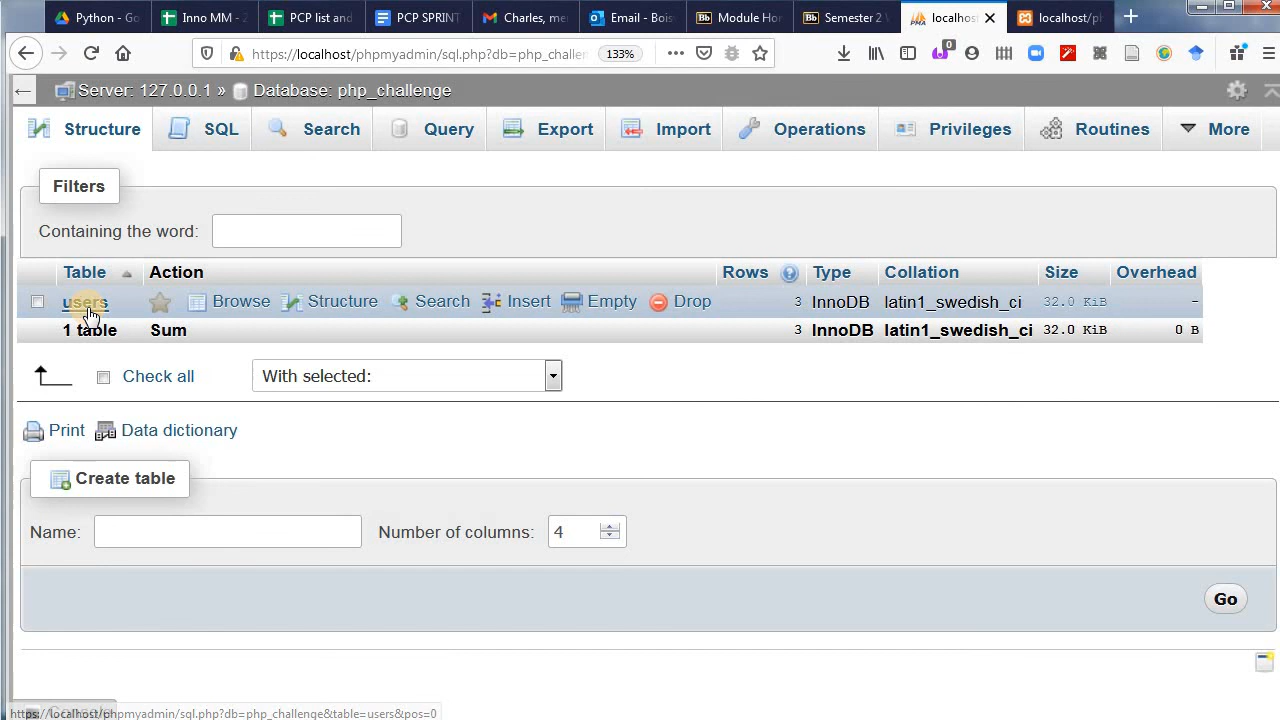 Python - Go Inno MM - 2 PCP list and PCP SPRINT Charles, me Email - Bois Module Ho Semester 2 localhos localhost/p
https://localhost/phpmyadmin/sql.php?db=php_challen 133%
Server: 127.0.0.1 » Database: php_challenge
Structure SQL Search Query Export Import Operations Privileges Routines More
Filters
Containing the word:
Table Action Rows Type Collation Size Overhead
users Browse Structure Search Insert Empty Drop 3 InnoDB latin1_swedish_ci 32.0 KiB -
1 table Sum 3 InnoDB latin1_swedish_ci 32.0 KiB 0 B
Check all With selected:
Print Data dictionary
Create table
Name: Number of columns: 4
Go
https://localhost/phpmyadmin/sql.php?db=php_challenge&table=users&pos=0